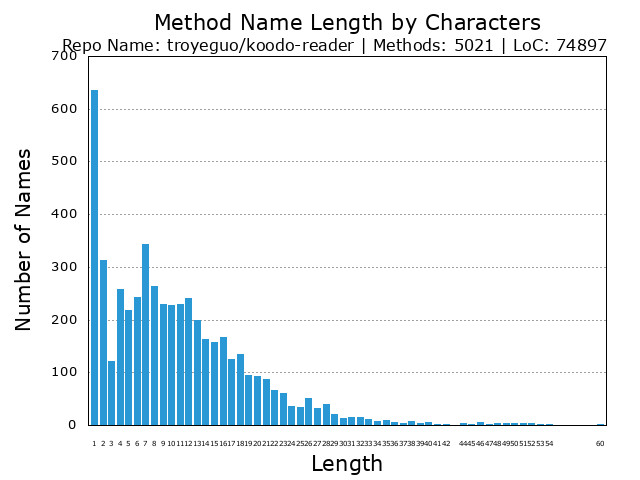 Method Name Length by Characters
Repo Name: troyeguo/koodo-reader | Methods: 5021 | LoC: 74897
700
600
500
400
300
200
100
0
Number of Names
1 2 3 4 5 6 7 8 9 10 11 12 13 14 15 16 17 18 19 20 21 22 23 24 25 26 27 28 29 30 31 32 33 34 35 36 37 38 39 40 41 42 44 45 46 47 48 49 50 51 52 53 54 60
Length